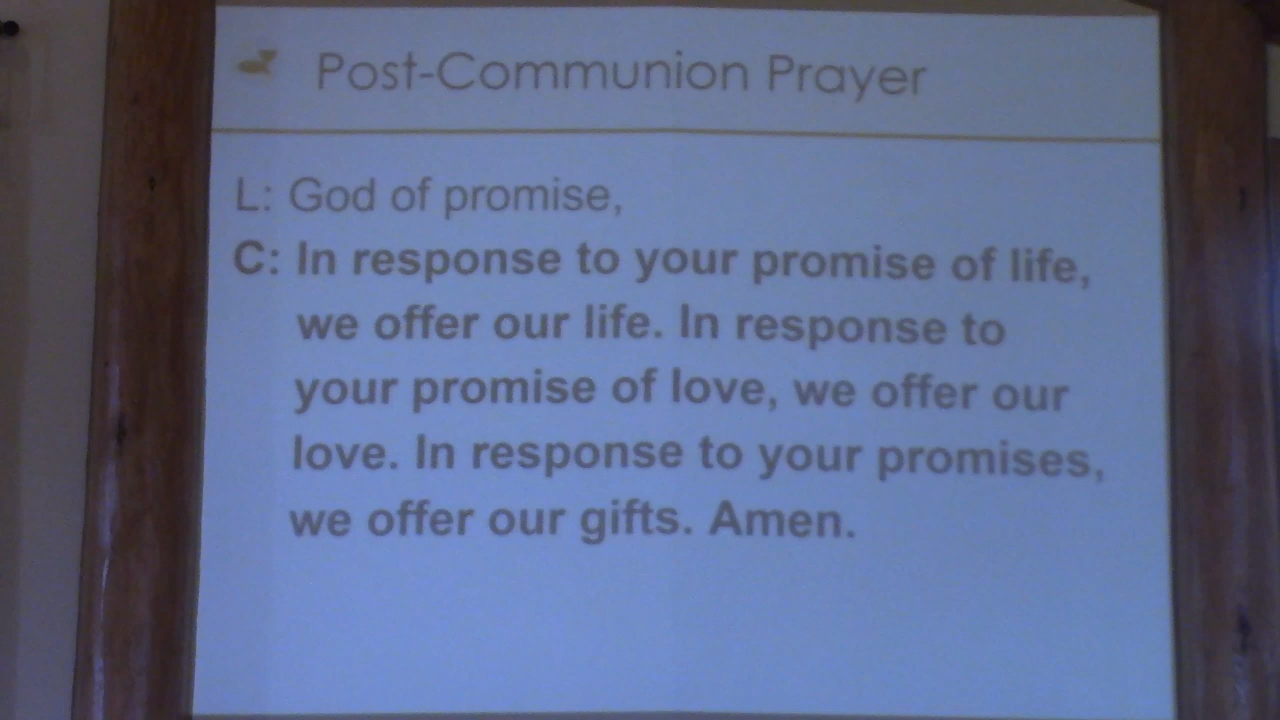 Post-Communion Prayer
L: God of promise,
C: In response to your promise of life,
we offer our life. In response to
your promise of love, we offer our
love. In response to your promises,
we offer our gifts. Amen.